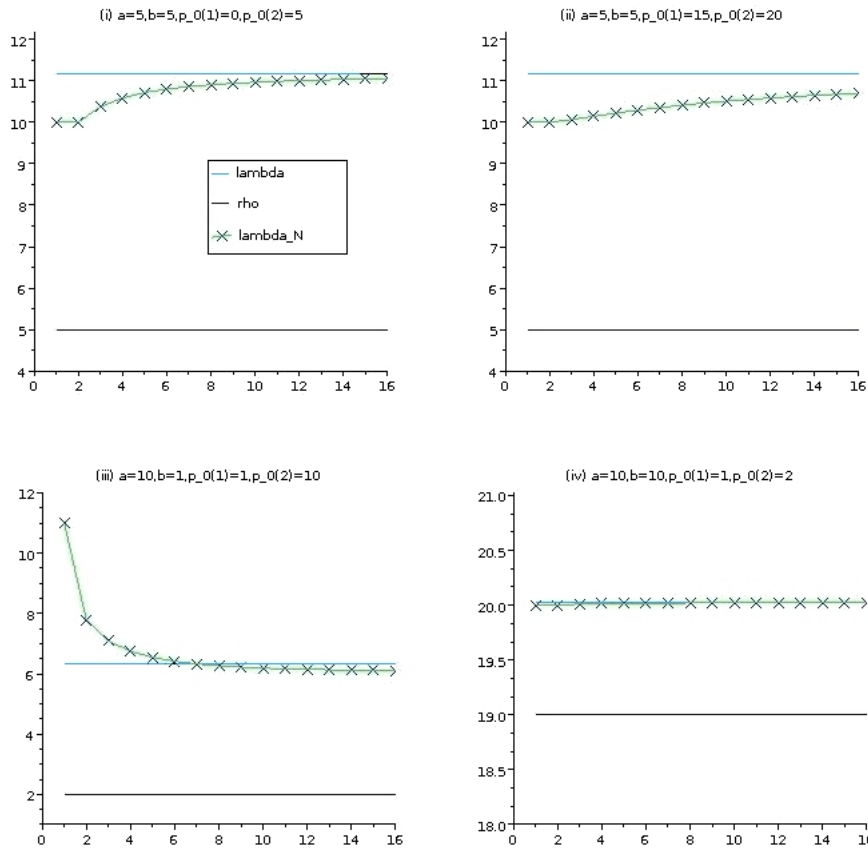 (i) a=5,b=5,p_0(1)=0,p_0(2)=5
12
11
10
9
8
7
6
5
4
0 2 4 6 8 10 12 14 16
lambda
rho
lambda_N
(ii) a=5,b=5,p_0(1)=15,p_0(2)=20
12
11
10
9
8
7
6
5
4
0 2 4 6 8 10 12 14 16
(iii) a=10,b=1,p_0(1)=1,p_0(2)=10
12
10
8
6
4
2
0 2 4 6 8 10 12 14 16
(iv) a=10,b=10,p_0(1)=1,p_0(2)=2
21.0
20.5
20.0
19.5
19.0
18.5
18.0
0 2 4 6 8 10 12 14 16